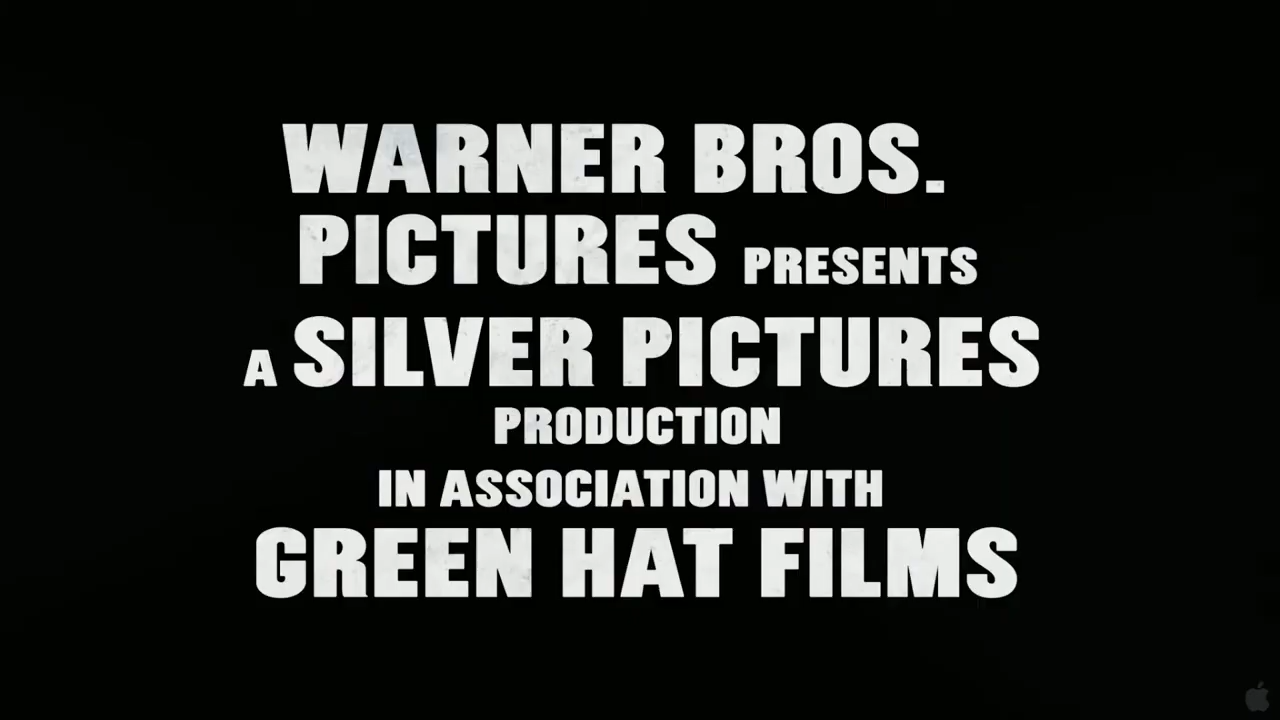 WARNER BROS.
PICTURES PRESENTS
A SILVER PICTURES
PRODUCTION
IN ASSOCIATION WITH
GREEN HAT FILMS